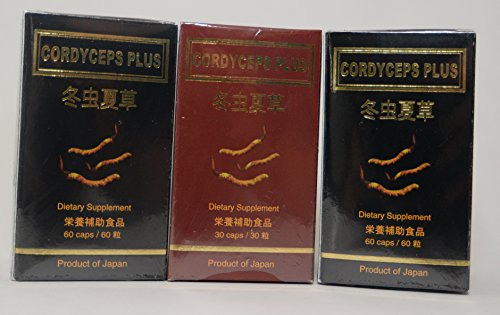 CORDYCEPS PLUS
冬虫夏草
Dietary Supplement
栄養補助食品
60 caps / 60 粒
Product of Japan
CORDYCEPS PLUS
冬虫夏草
Dietary Supplement
栄養補助食品
30 caps / 30 粒
Product of Japan
CORDYCEPS PLUS
冬虫夏草
Dietary Supplement
栄養補助食品
60 caps / 60 粒
Product of Japan